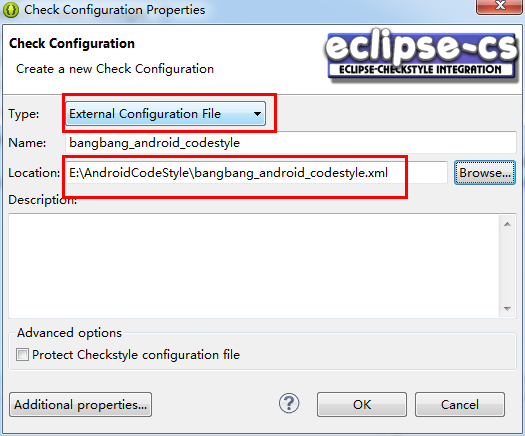 Check Configuration Properties
Check Configuration
Create a new Check Configuration
eclipse-cs
ECLIPSE-CHECKSTYLE INTEGRATION
Type: External Configuration File
Name: bangbang_android_codestyle
Location: E:\AndroidCodeStyle\bangbang_android_codestyle.xml Browse...
Description:
Advanced options
Protect Checkstyle configuration file
Additional properties... ? OK Cancel